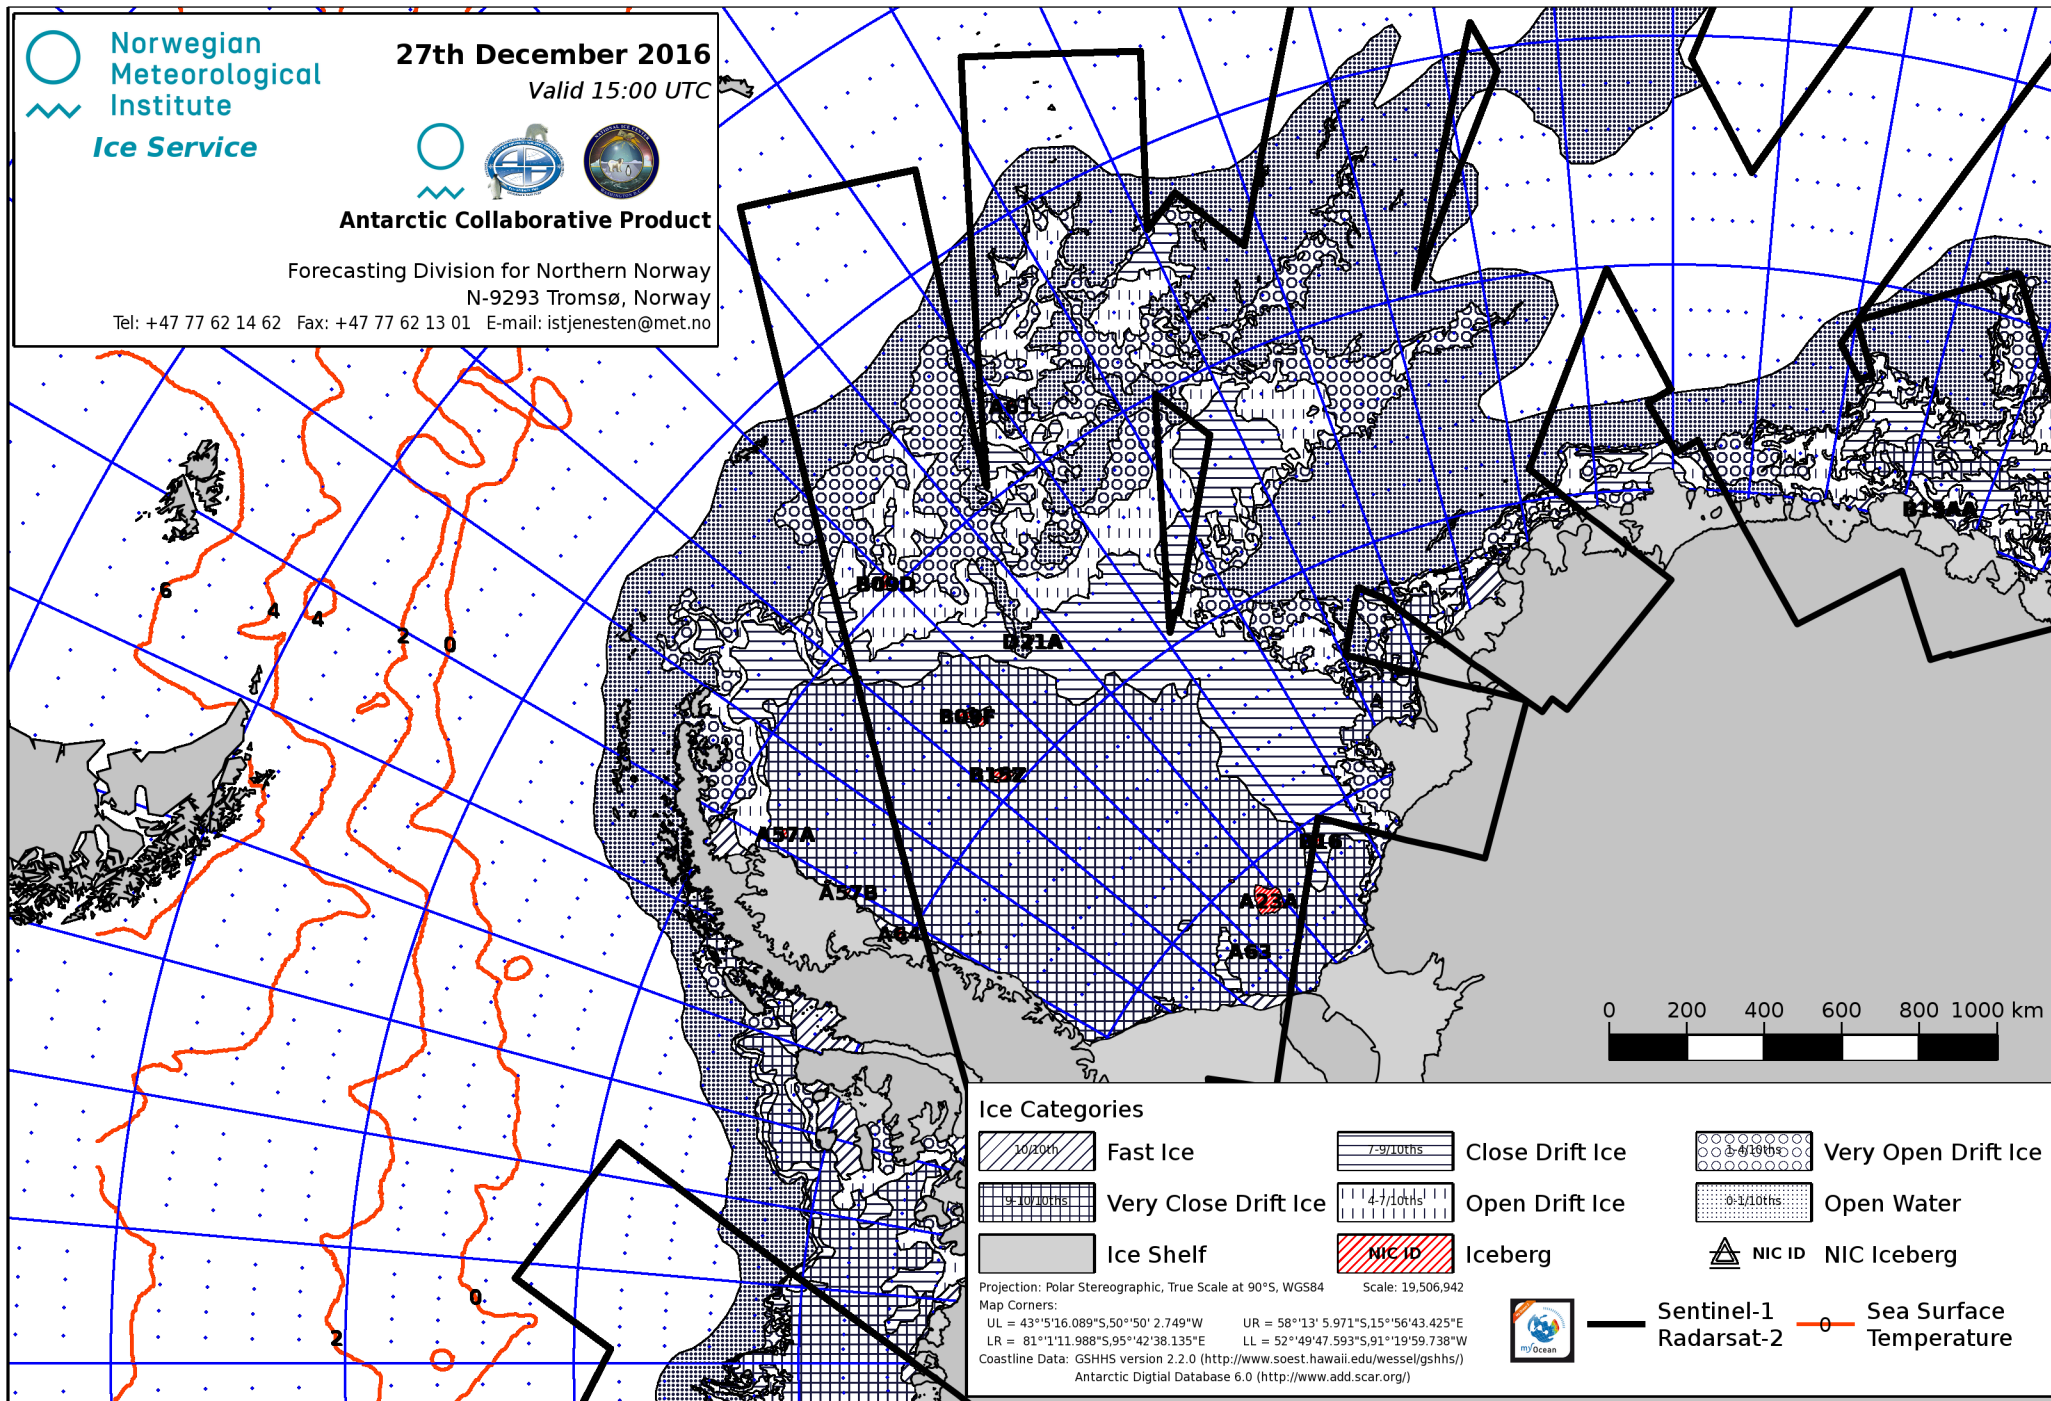 Norwegian
Meteorological
Institute
Ice Service
27th December 2016
Valid 15:00 UTC
Antarctic Collaborative Product
Forecasting Division for Northern Norway
N-9293 Tromsø, Norway
Tel: +47 77 62 14 62 Fax: +47 77 62 13 01 E-mail: istjenesten@met.no
A61
B15AA
B09D
D21A
6
4
4
2
0
B09F
B15Z
A57A
B16
A57B
A23A
A64
A63
0 200 400 600 800 1000 km
Ice Categories
10/10th Fast Ice
7-9/10ths Close Drift Ice
1-4/10ths Very Open Drift Ice
9-10/10ths Very Close Drift Ice
4-7/10ths Open Drift Ice
0-1/10ths Open Water
Ice Shelf
NIC ID Iceberg
NIC ID NIC Iceberg
Projection: Polar Stereographic, True Scale at 90°S, WGS84 Scale: 19,506,942
Map Corners:
UL = 43°'5'16.089"S,50°'50' 2.749"W UR = 58°'13' 5.971"S,15°'56'43.425"E
LR = 81°'1'11.988"S,95°'42'38.135"E LL = 52°'49'47.593"S,91°'19'59.738"W
Coastline Data: GSHHS version 2.2.0 (http://www.soest.hawaii.edu/wessel/gshhs/)
Antarctic Digtial Database 6.0 (http://www.add.scar.org/)
my Ocean
Sentinel-1
Radarsat-2
0 Sea Surface
Temperature
0
2